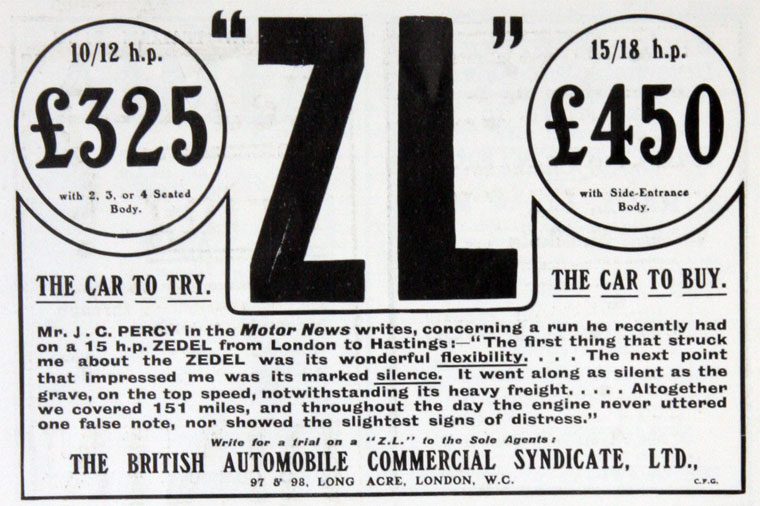 10/12 h.p.
£325
with 2, 3, or 4 Seated
Body.
"ZL"
15/18 h.p.
£450
with Side-Entrance
Body.
THE CAR TO TRY.
THE CAR TO BUY.
Mr. J. C. PERCY in the Motor News writes, concerning a run he recently had
on a 15 h.p. ZEDEL from London to Hastings:—"The first thing that struck
me about the ZEDEL was its wonderful flexibility. . . . The next point
that impressed me was its marked silence. It went along as silent as the
grave, on the top speed, notwithstanding its heavy freight. . . . . Altogether
we covered 151 miles, and throughout the day the engine never uttered
one false note, nor showed the slightest signs of distress."
Write for a trial on a "Z.L." to the Sole Agents:
THE BRITISH AUTOMOBILE COMMERCIAL SYNDICATE, LTD.,
97 & 98, LONG ACRE, LONDON, W.C.
C.F.G.